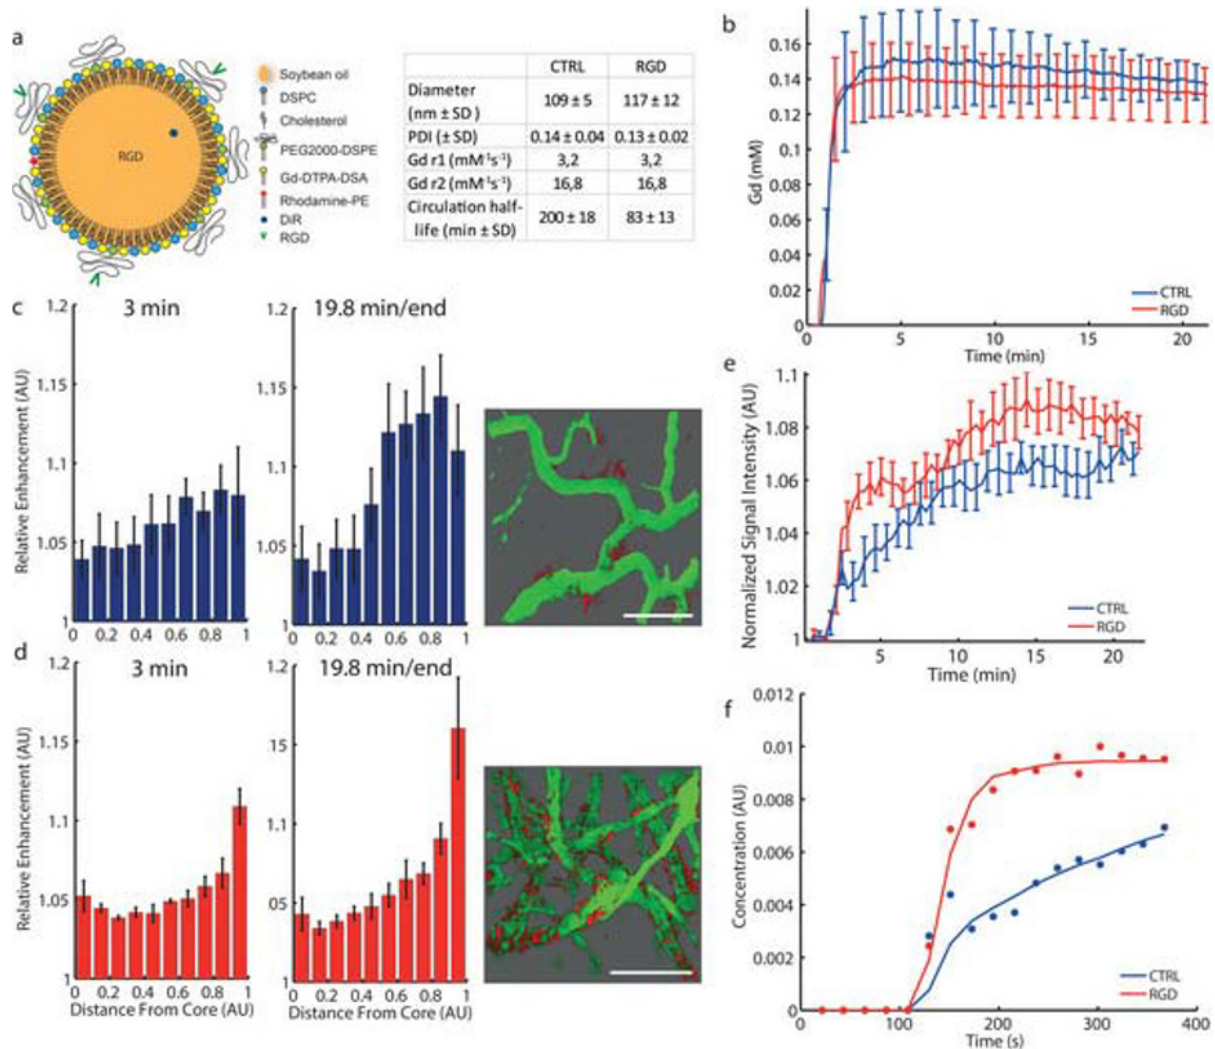 a
RGD
Soybean oil
DSPC
Cholesterol
PEG2000-DSPE
Gd-DTPA-DSA
Rhodamine-PE
DiR
RGD
CTRL RGD
Diameter (nm ± SD ) 109 ± 5 117 ± 12
PDI (± SD) 0.14 ± 0.04 0.13 ± 0.02
Gd r1 (mM⁻¹s⁻¹) 3,2 3,2
Gd r2 (mM⁻¹s⁻¹) 16,8 16,8
Circulation half-
life (min ± SD) 200 ± 18 83 ± 13
b
Gd (mM)
0.16
0.14
0.12
0.1
0.08
0.06
0.04
0.02
0
0 5 10 15 20
Time (min)
CTRL
RGD
c
3 min
Relative Enhancement (AU)
1.2
1.15
1.1
1.05
1
0 0.2 0.4 0.6 0.8 1
19.8 min/end
1.2
1.15
1.1
1.05
1
0 0.2 0.4 0.6 0.8 1
d
3 min
Relative Enhancement (AU)
1.2
1.15
1.1
1.05
1
0 0.2 0.4 0.6 0.8 1
Distance From Core (AU)
19.8 min/end
1.2
15
1.1
05
1
0 0.2 0.4 0.6 0.8 1
Distance From Core (AU)
e
Normalized Signal Intensity (AU)
1.1
1.08
1.06
1.04
1.02
1
5 10 15 20
Time (min)
CTRL
RGD
f
Concentration (AU)
0.012
0.01
0.008
0.006
0.004
0.002
0
0 100 200 300 400
Time (s)
CTRL
RGD